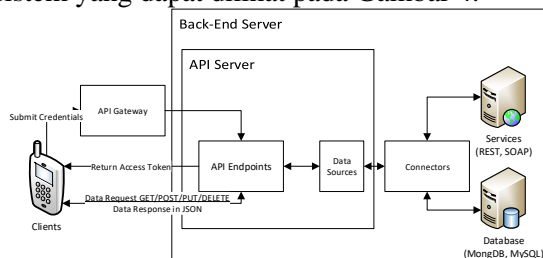 sistem yang dapat dilihat pada Gambar 4.
Back-End Server
API Server
API Gateway
Submit Credentials
Return Access Token
API Endpoints
Data
Sources
Connectors
Services
(REST, SOAP)
Data Request GET/POST/PUT/DELETE
Data Response in JSON
Clients
Database
(MongDB, MySQL)